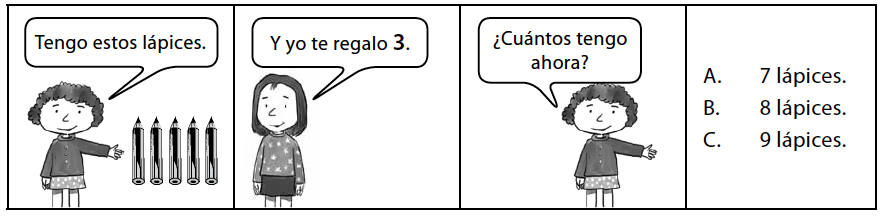 Tengo estos lápices.
Y yo te regalo 3.
¿Cuántos tengo
ahora?
A. 7 lápices.
B. 8 lápices.
C. 9 lápices.